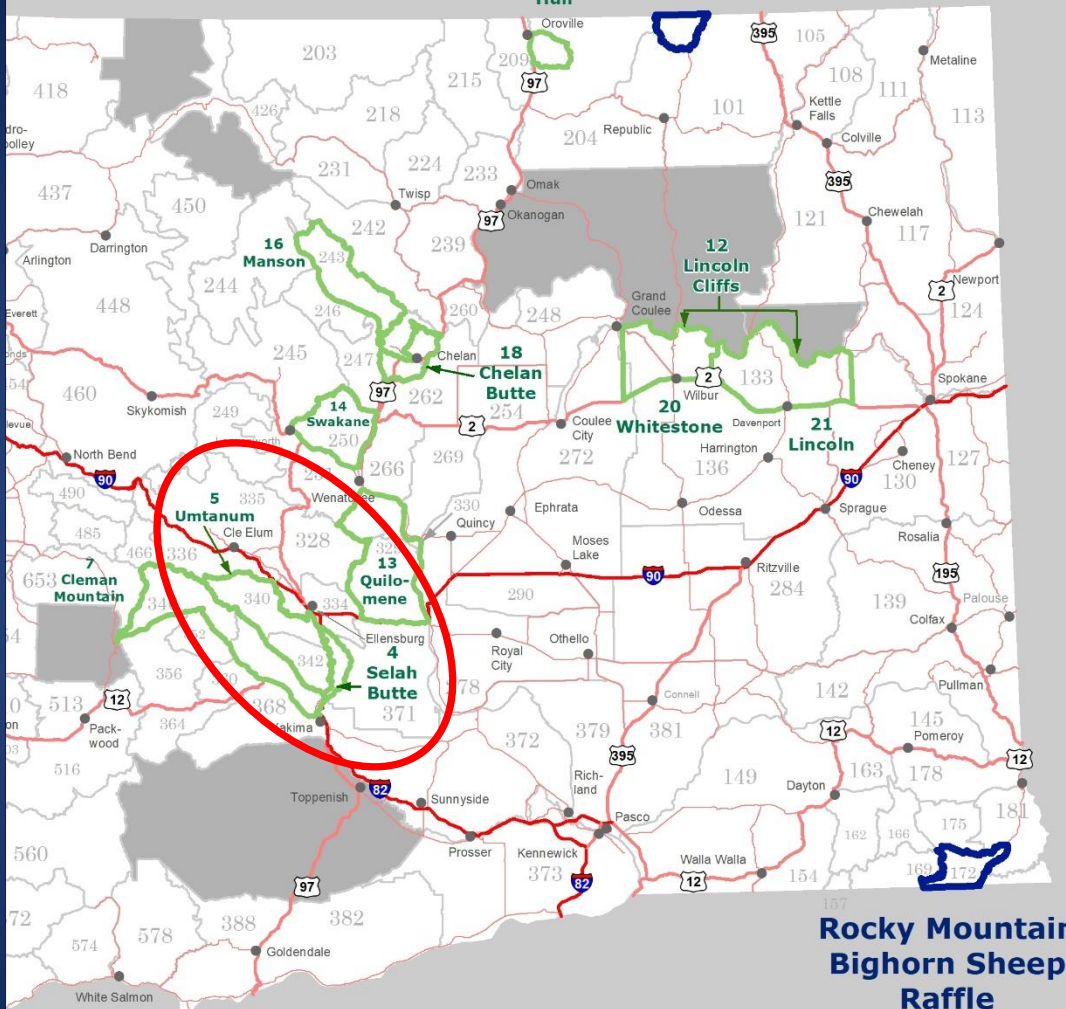 Hull
Oroville
395
105
203
209
Metaline
108
111
215
97
418
101
Kettle
Falls
426
218
113
Republic
204
Colville
224
231
233
395
437
Omak
Twisp
450
97
Okanogan
121
Chewelah
242
117
16
Manson
239
12
Lincoln
Cliffs
Darrington
Arlington
243
244
Newport
2
448
Grand
Coulee
124
246
260
248
Everett
245
247
Chelan
18
Chelan
Butte
133
2
97
Wilbur
Spokane
460
262
254
Skykomish
14
Swakane
20
Whitestone
Davenport
249
2
Coulee
City
21
Lincoln
250
Harrington
North Bend
269
272
136
127
Cheney
266
90
90
130
Wenatchee
490
5
Umtanum
335
330
Odessa
Quincy
Ephrata
Sprague
485
Cle Elum
328
Rosalia
466
336
13
Quilo-
mene
Moses
Lake
7
Cleman
Mountain
653
Ritzville
90
195
340
284
334
290
139
Palouse
Ellensburg
Othello
Colfax
4
Selah
Butte
Royal
City
342
356
Pullman
12
Connell
142
513
368
371
381
Pack-
wood
364
Yakima
379
145
12
Pomeroy
372
395
516
12
149
163
178
Toppenish
82
Sunnyside
Rich-
land
Dayton
181
Pasco
175
560
Prosser
Kennewick
162
166
Walla Walla
373
97
82
12
154
169
172
382
388
157
578
574
Goldendale
Rocky Mountain
Bighorn Sheep
Raffle
White Salmon